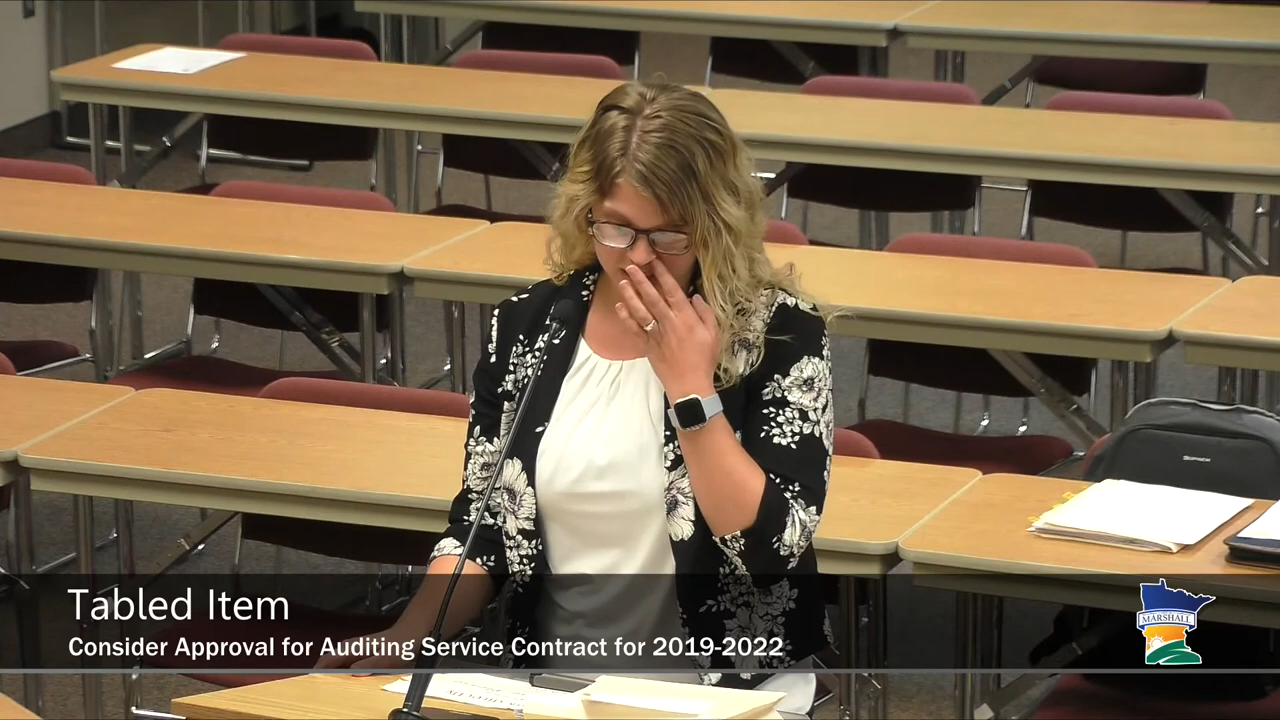 Tabled Item
Consider Approval for Auditing Service Contract for 2019-2022
MARSHALL